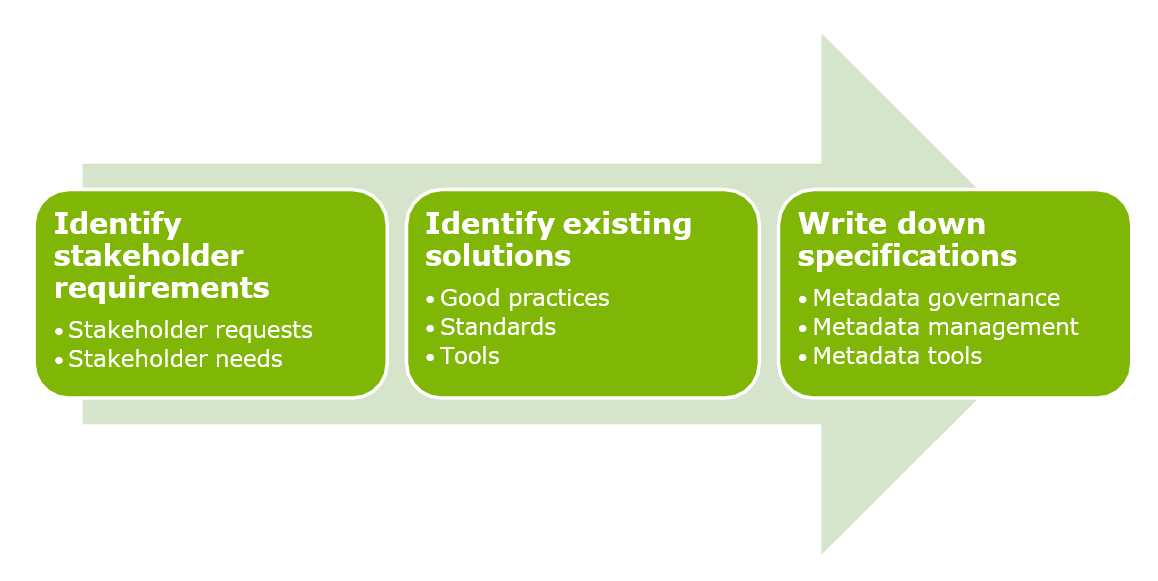 Identify
stakeholder
requirements
• Stakeholder requests
• Stakeholder needs
Identify existing
solutions
• Good practices
• Standards
• Tools
Write down
specifications
• Metadata governance
• Metadata management
• Metadata tools